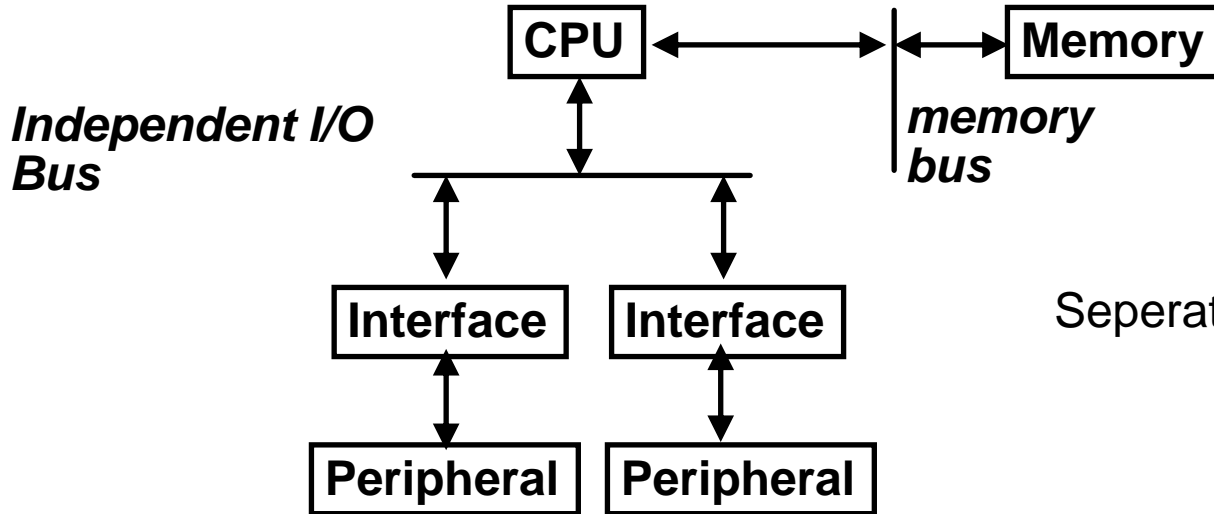 CPU
Memory
Independent I/O
Bus
memory
bus
Interface
Interface
Seperat
Peripheral
Peripheral